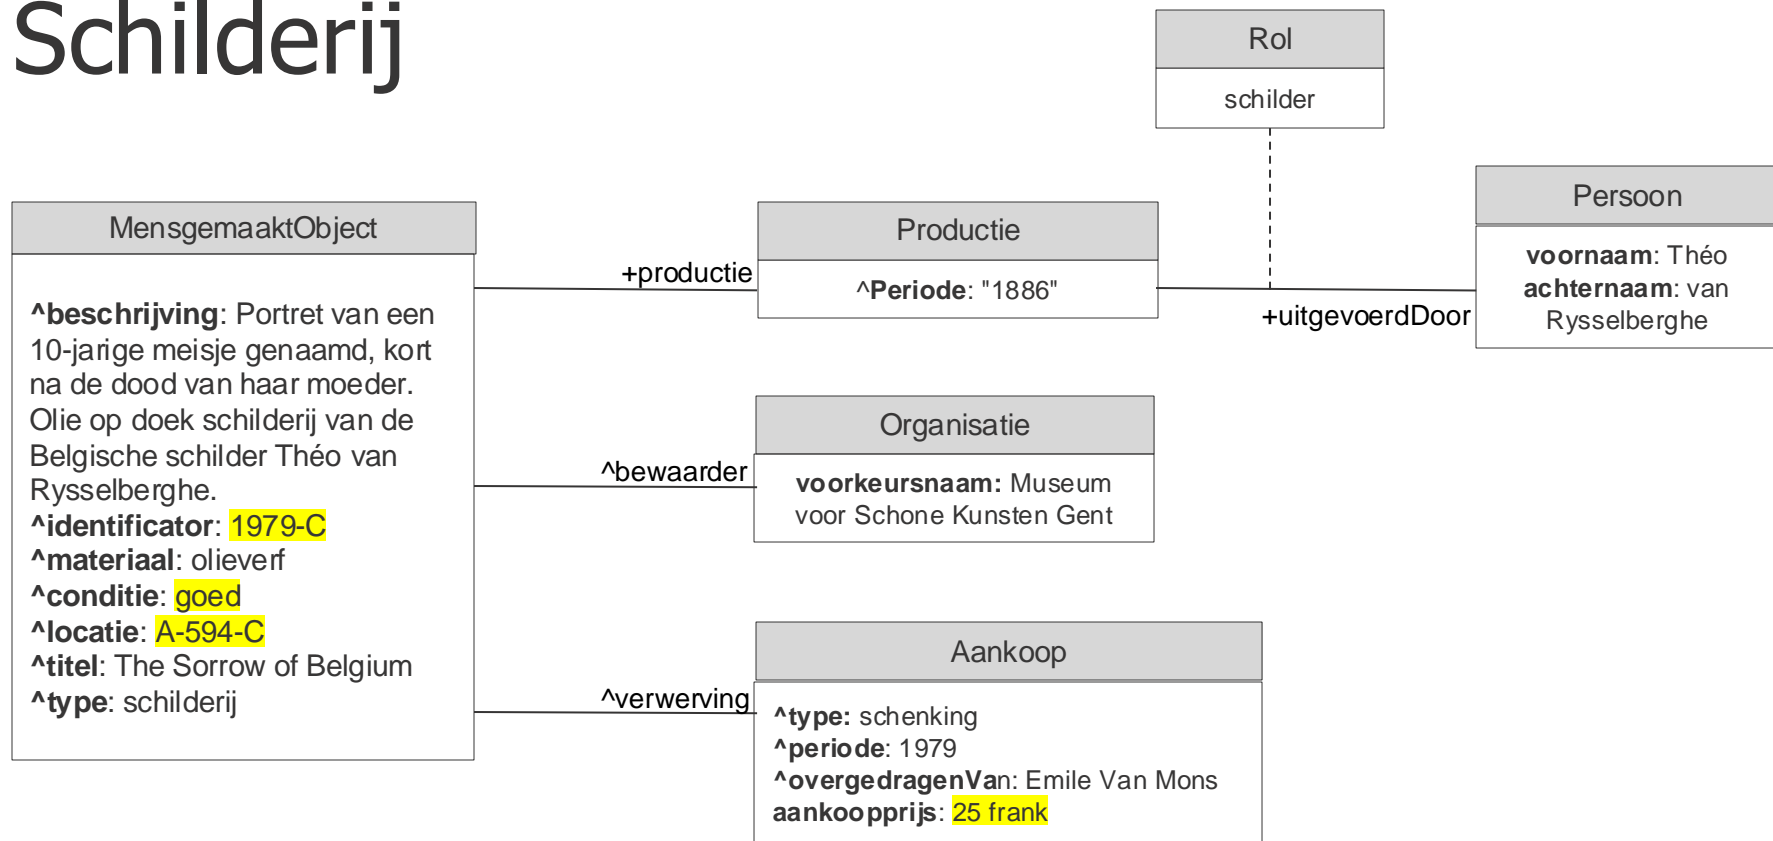 Schilderij
Rol
schilder
Persoon
voornaam: Théo
achternaam: van
Rysselberghe
MensgemaaktObject
^beschrijving: Portret van een
10-jarige meisje genaamd, kort
na de dood van haar moeder.
Olie op doek schilderij van de
Belgische schilder Théo van
Rysselberghe.
^identificator: 1979-C
^materiaal: olieverf
^conditie: goed
^locatie: A-594-C
^titel: The Sorrow of Belgium
^type: schilderij
+productie
Productie
^Periode: "1886"
+uitgevoerdDoor
^bewaarder
Organisatie
voorkeursnaam: Museum
voor Schone Kunsten Gent
^verwerving
Aankoop
^type: schenking
^periode: 1979
^overgedragenVan: Emile Van Mons
aankoopprijs: 25 frank